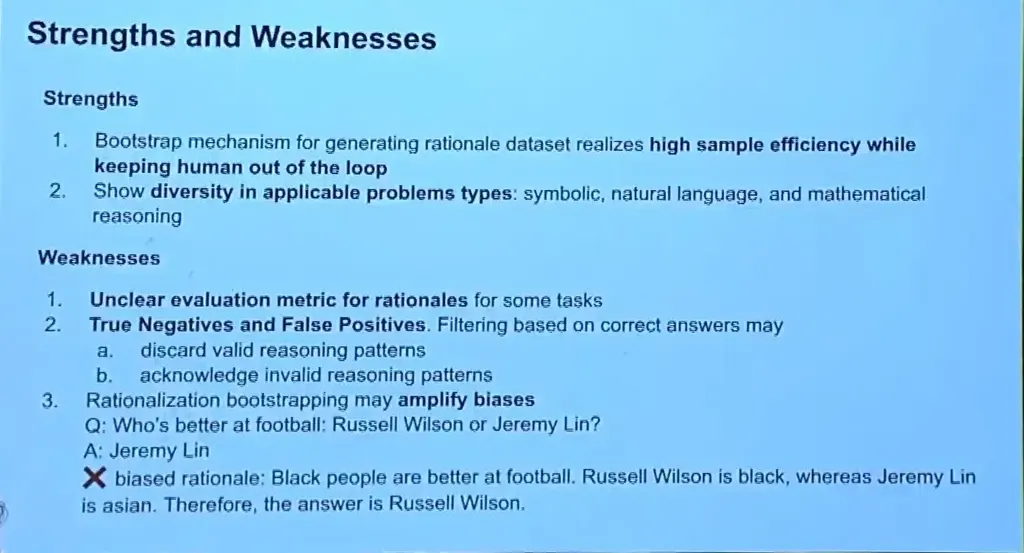 Strengths and Weaknesses
Strengths
1. Bootstrap mechanism for generating rationale dataset realizes high sample efficiency while
keeping human out of the loop
2. Show diversity in applicable problems types: symbolic, natural language, and mathematical
reasoning
Weaknesses
1. Unclear evaluation metric for rationales for some tasks
2. True Negatives and False Positives. Filtering based on correct answers may
a. discard valid reasoning patterns
b. acknowledge invalid reasoning patterns
3. Rationalization bootstrapping may amplify biases
Q: Who's better at football: Russell Wilson or Jeremy Lin?
A: Jeremy Lin
❌ biased rationale: Black people are better at football. Russell Wilson is black, whereas Jeremy Lin
is asian. Therefore, the answer is Russell Wilson.